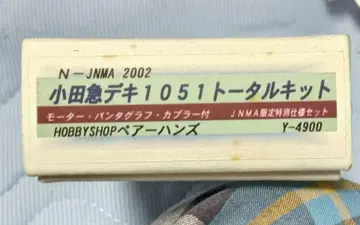 N-JNMA 2002
小田急デキ1051トータルキット
モーター・パンタグラフ・カプラー付 JNMA限定特別仕様セット
HOBBYSHOPペアーハンズ Y-4900